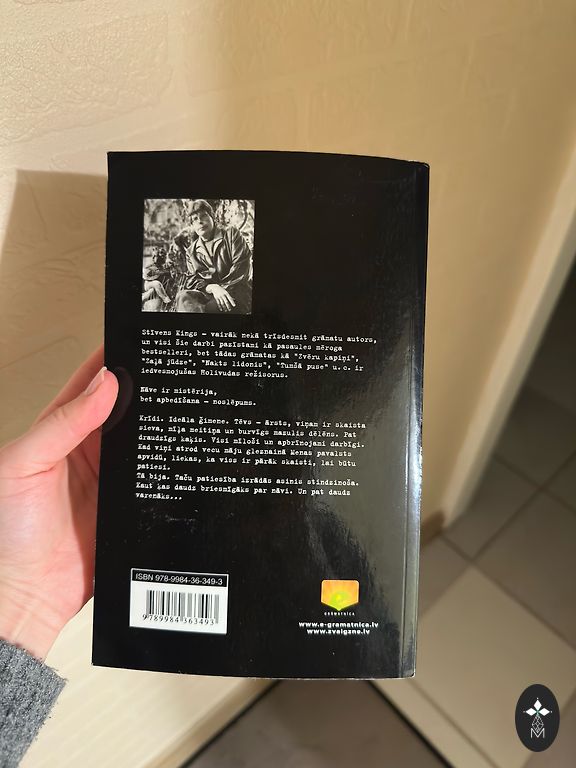 Stīvens Kings – vairāk nekā trīsdesmit grāmatu autors,
un visi šie darbi pazīstami kā pasaules mēroga
bestselleri, bet tādas grāmatas kā "Zvēru kapiņi",
"Zaļā jūdze", "Nakts lidonis", "Tumšā puse" u.c. ir
iedvesmojušas Holivudas režisorus.
Nāve ir mistērija,
bet apbedīšana – noslēpums.
Krīdi. Ideāla ģimene. Tēvs – ārsts, viņam ir skaista
sieva, mīļa meitiņa un burvīgs mazulis dēlēns. Pat
draudzīgs kaķis. Visi mīloši un apbrīnojami darbīgi.
Kad viņi atrod vecu māju gleznainā Menas pavalsts
apvidū, liekas, ka viss ir pārāk skaisti, lai būtu
patiesi.
Tā bija. Taču patiesība izrādās asinis stindzinoša.
Kaut kas daudz briesmīgāks par nāvi. Un pat daudz
varenāks...
ISBN 978-9984-36-349-3
9789984363493
GRĀMATNICA
www.e-gramatnica.lv
www.zvaigzne.lv
M